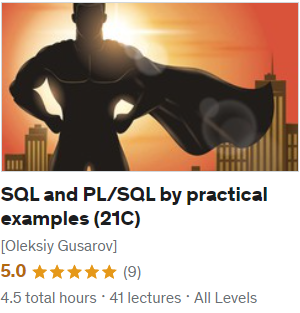 SQL and PL/SQL by practical
examples (21C)
[Oleksiy Gusarov]
5.0 ★★★★★ (9)
4.5 total hours · 41 lectures · All Levels